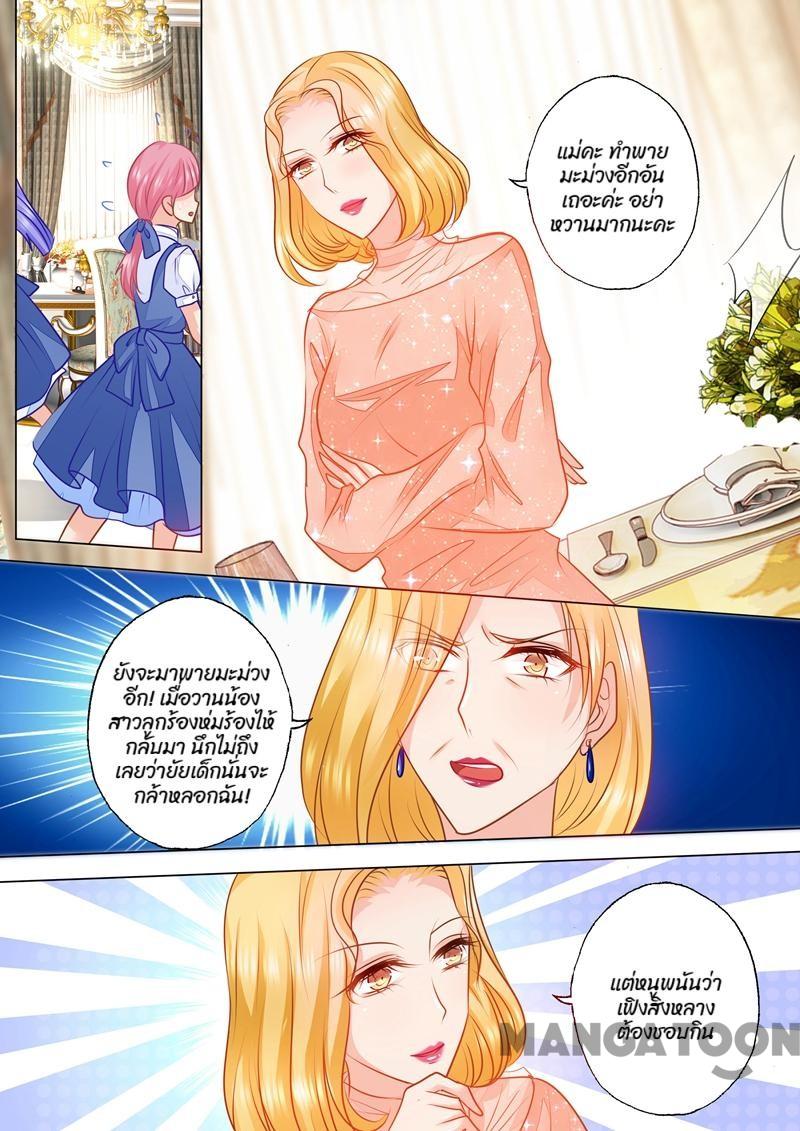 แม่คะ ทำพาย
มะม่วงอีกอัน
เถอะค่ะ อย่า
หวานมากนะคะ
ยังจะมาพายมะม่วง
อีก! เมื่อวานน้อง
สาวลูกร้องห่มร้องไห้
กลับมา นึกไม่ถึง
เลยว่ายัยเด็กนั่นจะ
กล้าหลอกฉัน!
แต่หนูพนันว่า
เฟิงสิงหลาง
ต้องชอบกิน
MANGATOON